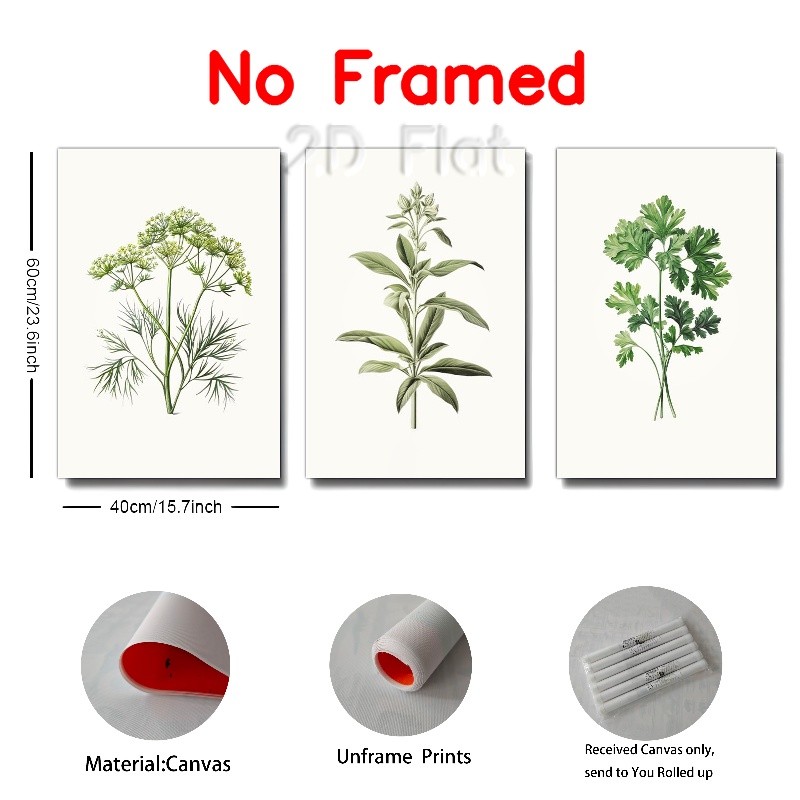 No Framed
2D Flat
60cm/23.6inch
40cm/15.7inch
Material:Canvas
Unframe Prints
Received Canvas only,
send to You Rolled up